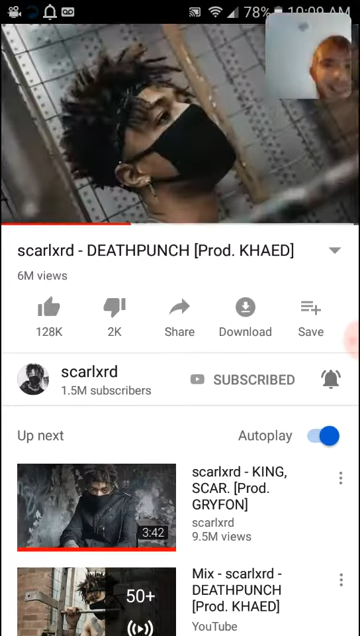 78% 10:09 AM
scarlxrd - DEATHPUNCH [Prod. KHAED]
6M views
128K 2K Share Download Save
scarlxrd
1.5M subscribers
SUBSCRIBED
Up next Autoplay
scarlxrd - KING,
SCAR. [Prod.
GRYFON]
scarlxrd
9.5M views
3:42
Mix - scarlxrd -
DEATHPUNCH
[Prod. KHAED]
YouTube
50+